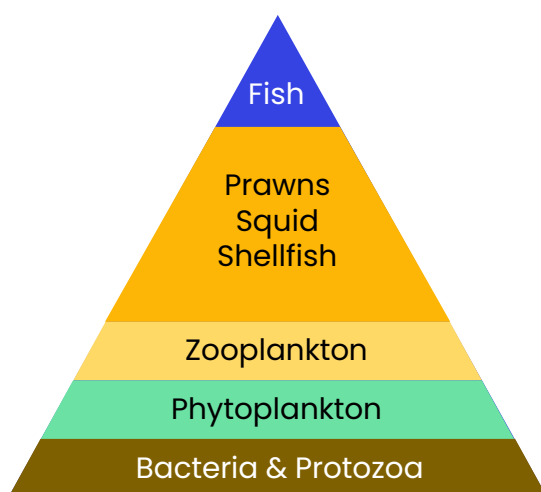 Fish
Prawns
Squid
Shellfish
Zooplankton
Phytoplankton
Bacteria & Protozoa